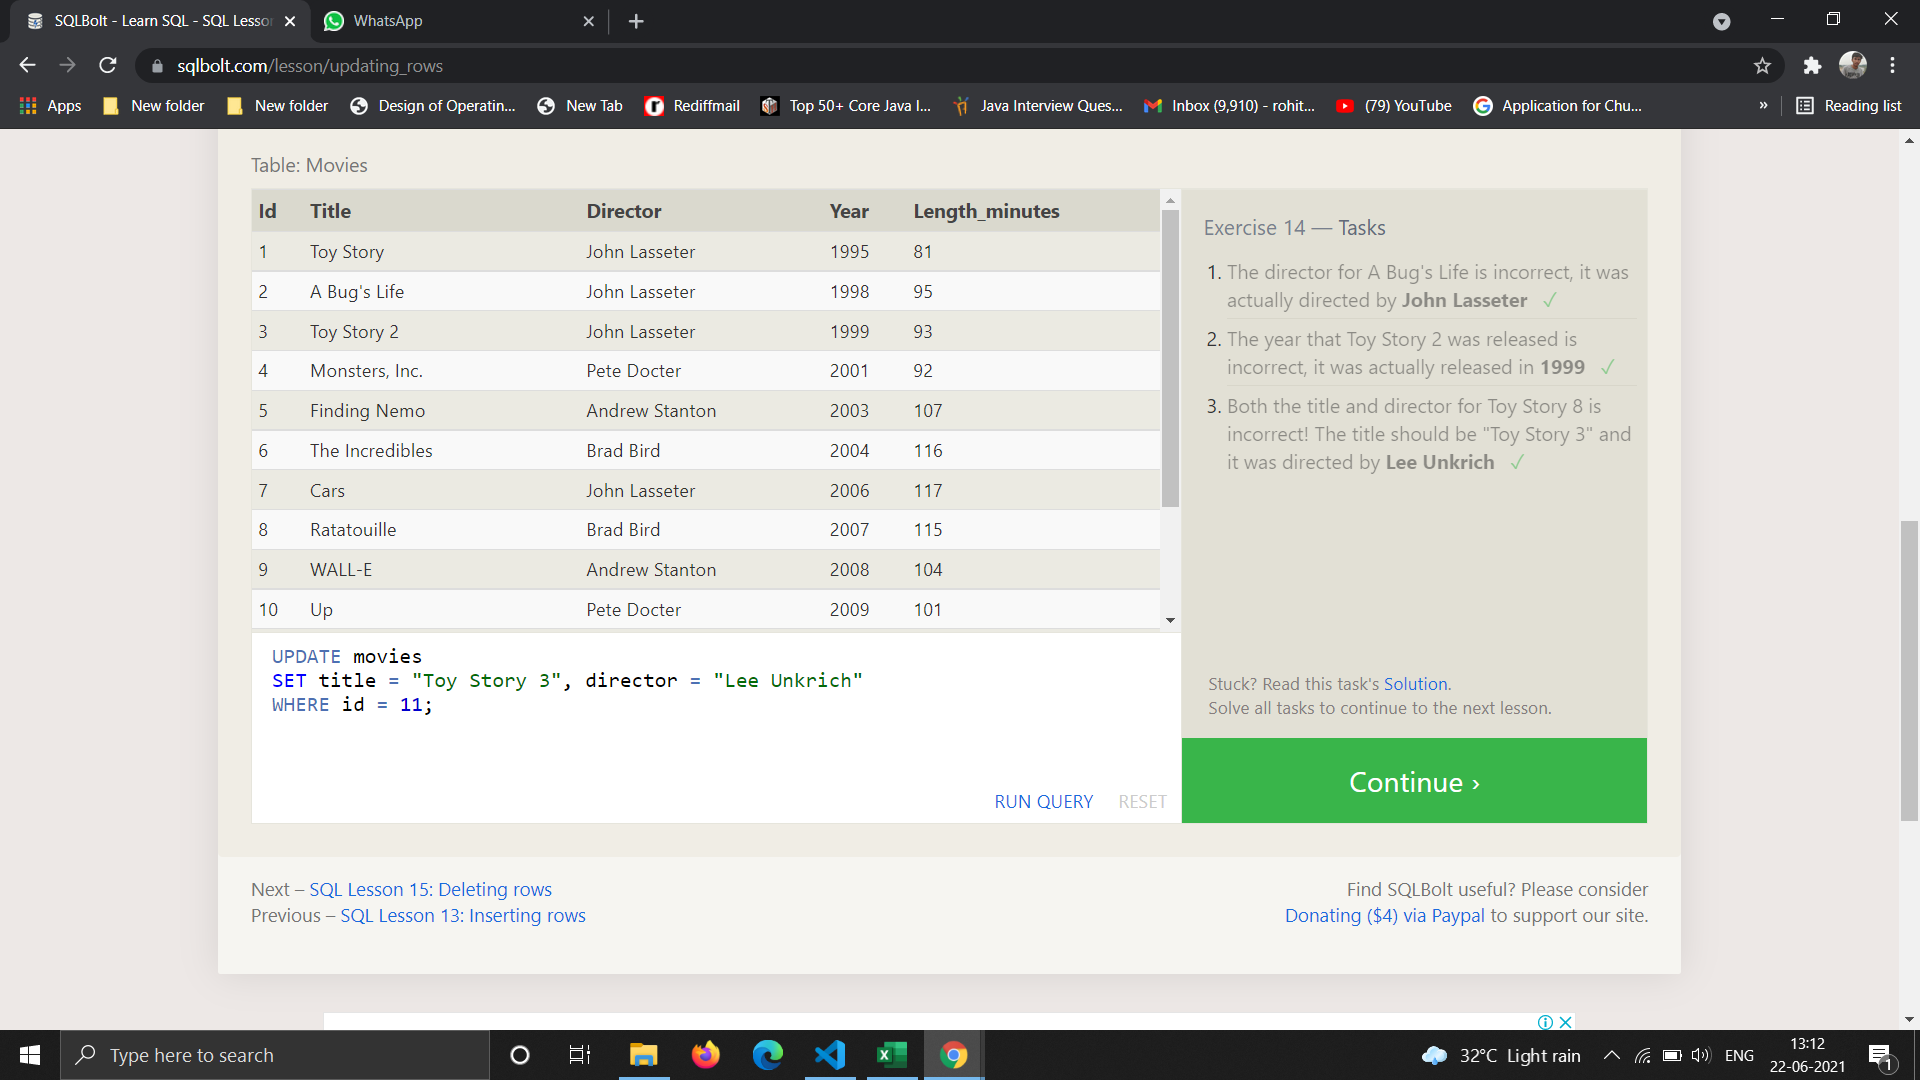 SQLBolt - Learn SQL - SQL Lesso
WhatsApp
sqlbolt.com/lesson/updating_rows
Apps
New folder
New folder
Design of Operatin...
New Tab
Rediffmail
Top 50+ Core Java I...
Java Interview Ques...
Inbox (9,910) - rohit...
(79) YouTube
Application for Chu...
»
Reading list
Table: Movies
Id Title Director Year Length_minutes
1 Toy Story John Lasseter 1995 81
2 A Bug's Life John Lasseter 1998 95
3 Toy Story 2 John Lasseter 1999 93
4 Monsters, Inc. Pete Docter 2001 92
5 Finding Nemo Andrew Stanton 2003 107
6 The Incredibles Brad Bird 2004 116
7 Cars John Lasseter 2006 117
8 Ratatouille Brad Bird 2007 115
9 WALL-E Andrew Stanton 2008 104
10 Up Pete Docter 2009 101
UPDATE movies
SET title = "Toy Story 3", director = "Lee Unkrich"
WHERE id = 11;
RUN QUERY RESET
Exercise 14 — Tasks
1. The director for A Bug's Life is incorrect, it was
actually directed by John Lasseter ✓
2. The year that Toy Story 2 was released is
incorrect, it was actually released in 1999 ✓
3. Both the title and director for Toy Story 8 is
incorrect! The title should be "Toy Story 3" and
it was directed by Lee Unkrich ✓
Stuck? Read this task's Solution.
Solve all tasks to continue to the next lesson.
Continue ›
Next – SQL Lesson 15: Deleting rows
Previous – SQL Lesson 13: Inserting rows
Find SQLBolt useful? Please consider
Donating ($4) via Paypal to support our site.
Type here to search
32°C Light rain
ENG
13:12
22-06-2021
1